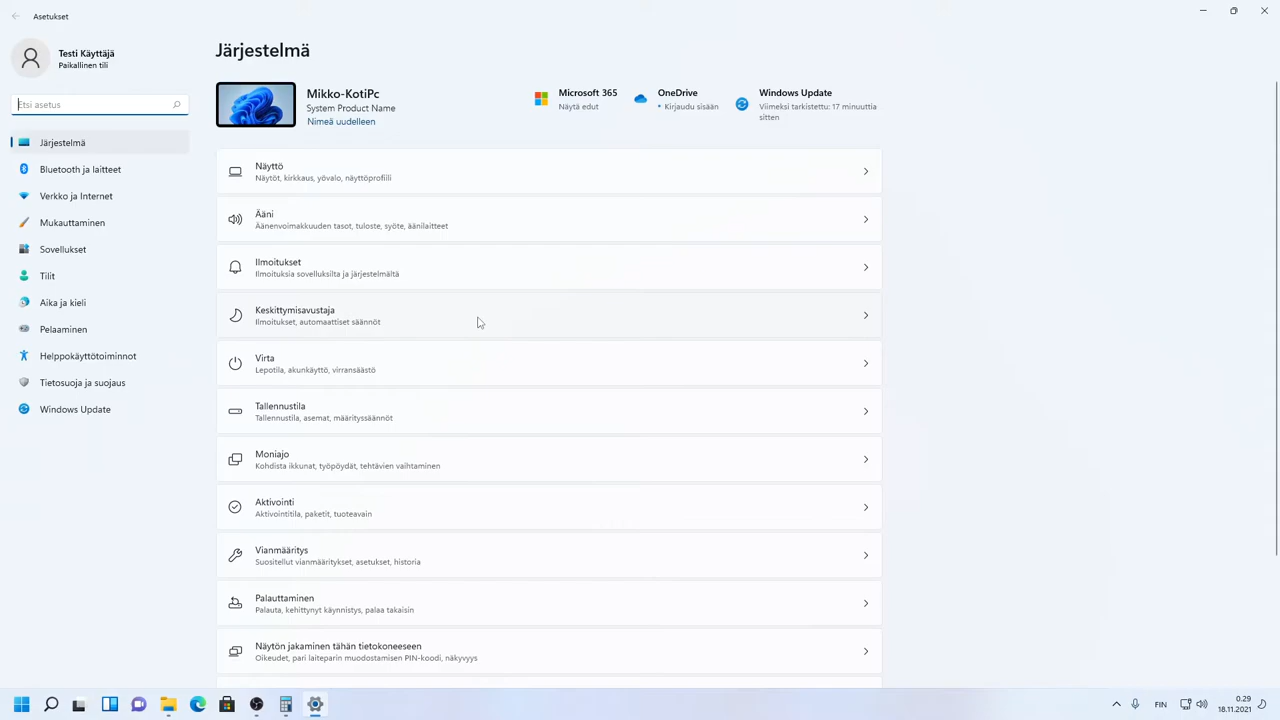 Asetukset
Testi Käyttäjä
Paikallinen tili
Etsi asetus
Järjestelmä
Bluetooth ja laitteet
Verkko ja Internet
Mukauttaminen
Sovellukset
Tilit
Aika ja kieli
Pelaaminen
Helppokäyttötoiminnot
Tietosuoja ja suojaus
Windows Update
Järjestelmä
Mikko-KotiPc
System Product Name
Nimeä uudelleen
Microsoft 365
Näytä edut
OneDrive
• Kirjaudu sisään
Windows Update
Viimeksi tarkistettu: 17 minuuttia
sitten
Näyttö
Näytöt, kirkkaus, yövalo, näyttöprofiili
Ääni
Äänenvoimakkuuden tasot, tuloste, syöte, äänilaitteet
Ilmoitukset
Ilmoituksia sovelluksilta ja järjestelmältä
Keskittymisavustaja
Ilmoitukset, automaattiset säännöt
Virta
Lepotila, akunkäyttö, virransäästö
Tallennustila
Tallennustila, asemat, määrityssäännöt
Moniajo
Kohdista ikkunat, työpöydät, tehtävien vaihtaminen
Aktivointi
Aktivointitila, paketit, tuoteavain
Vianmääritys
Suositellut vianmääritykset, asetukset, historia
Palauttaminen
Palauta, kehittynyt käynnistys, palaa takaisin
Näytön jakaminen tähän tietokoneeseen
Oikeudet, pari laiteparin muodostamisen PIN-koodi, näkyvyys
FIN
0.29
18.11.2021